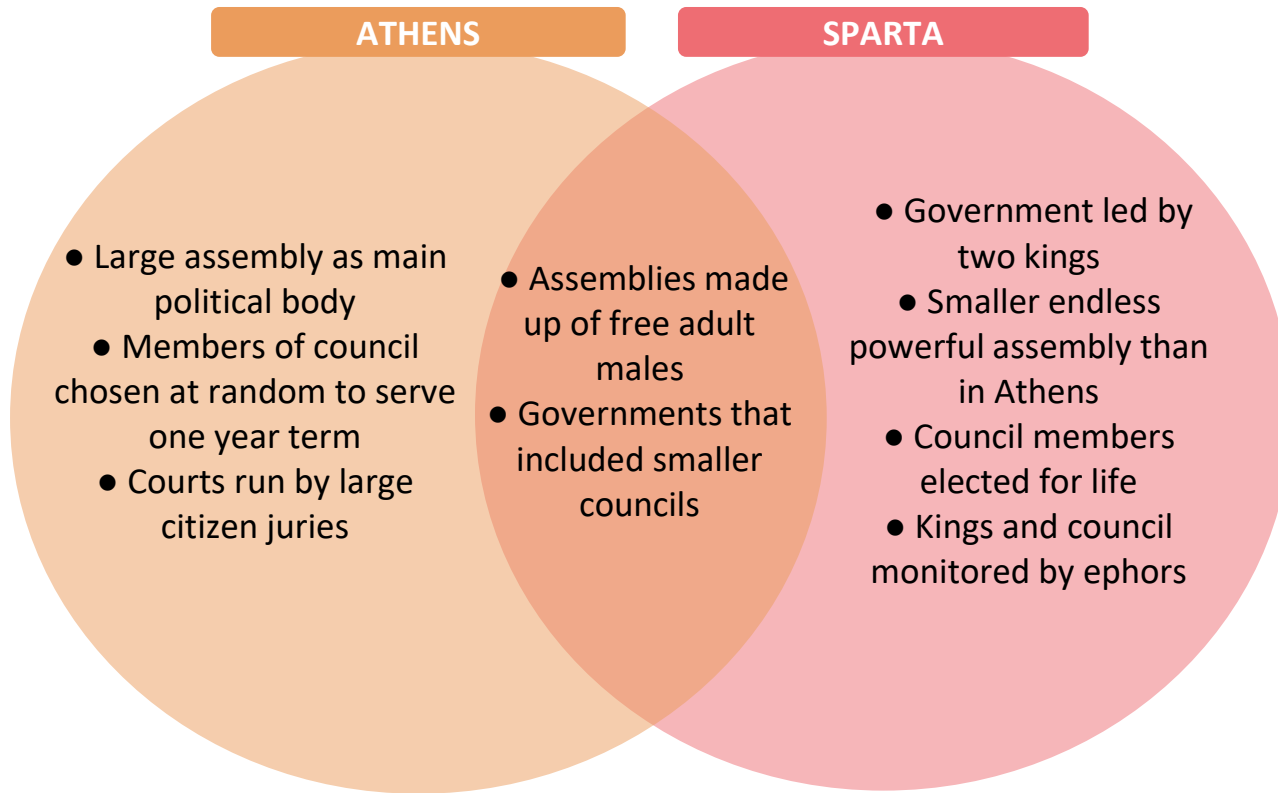 ATHENS
SPARTA
● Large assembly as main
political body
● Members of council
chosen at random to serve
one year term
● Courts run by large
citizen juries
● Assemblies made
up of free adult
males
● Governments that
included smaller
councils
● Government led by
two kings
● Smaller endless
powerful assembly than
in Athens
● Council members
elected for life
● Kings and council
monitored by ephors